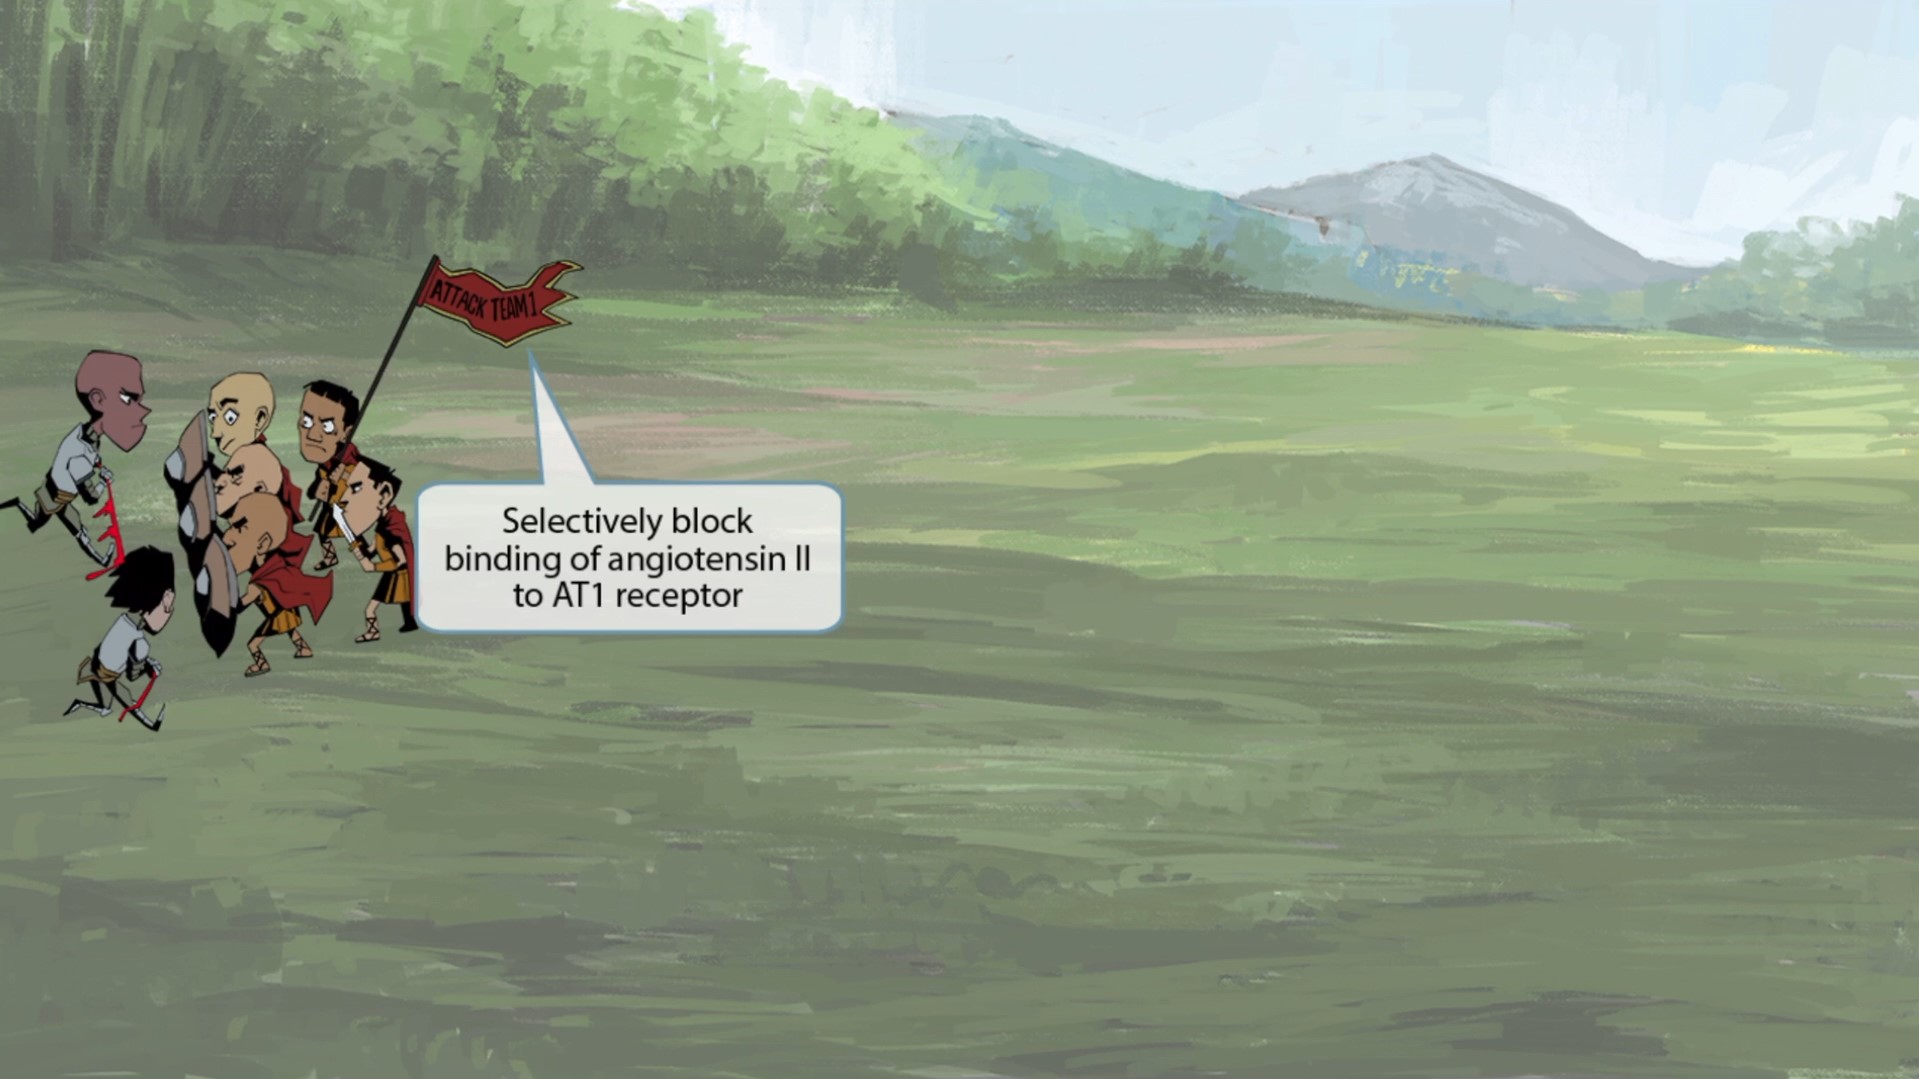 ATTACK TEAM 1
Selectively block
binding of angiotensin II
to AT1 receptor